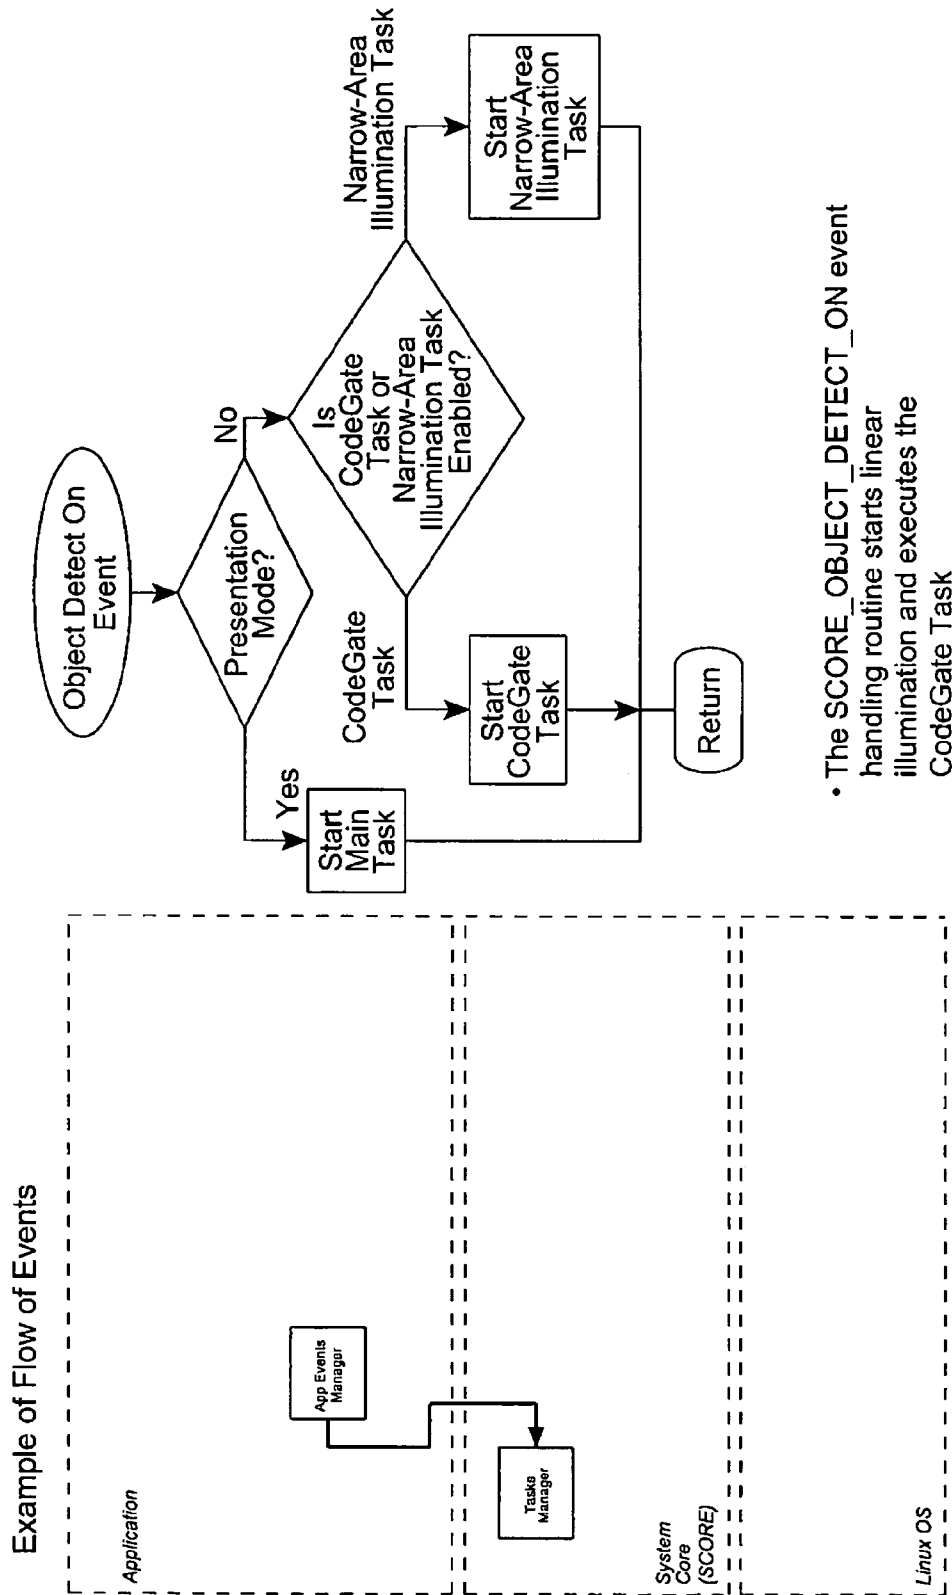 Example of Flow of Events
Application
App Events
Manager
Tasks
Manager
System
Core
(SCORE)
Linux OS
Object Detect On
Event
Presentation
Mode?
Yes
No
Start
Main
Task
Is
CodeGate
Task or
Narrow-Area
Illumination Task
Enabled?
CodeGate
Task
Narrow-Area
Illumination Task
Start
CodeGate
Task
Start
Narrow-Area
Illumination
Task
Return
• The SCORE_OBJECT_DETECT_ON event
handling routine starts linear
illumination and executes the
CodeGate Task